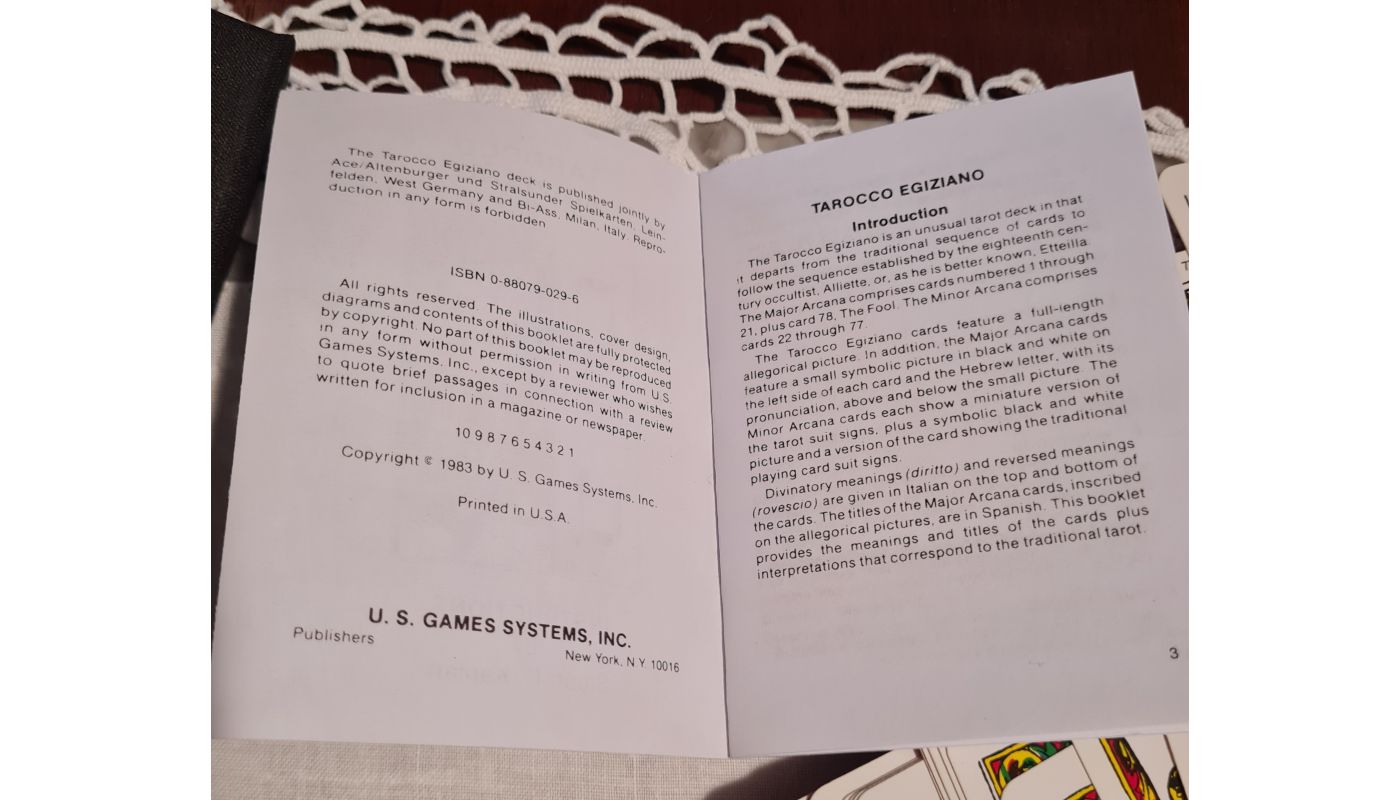 The Tarocco Egiziano deck is published jointly by
Ace/Altenburger und Stralsunder Spielkarten, Lein-
felden, West Germany and Bi-Ass, Milan, Italy. Repro-
duction in any form is forbidden
ISBN 0-88079-029-6
All rights reserved. The illustrations, cover design,
diagrams and contents of this booklet are fully protected
by copyright. No part of this booklet may be reproduced
in any form without permission in writing from U.S.
Games Systems, Inc., except by a reviewer who wishes
to quote brief passages in connection with a review
written for inclusion in a magazine or newspaper.
10 9 8 7 6 5 4 3 2 1
Copyright © 1983 by U. S. Games Systems, Inc.
Printed in U.S.A.
U. S. GAMES SYSTEMS, INC.
Publishers
New York, N.Y. 10016
TAROCCO EGIZIANO
Introduction
The Tarocco Egiziano is an unusual tarot deck in that
it departs from the traditional sequence of cards to
follow the sequence established by the eighteenth cen-
tury occultist, Alliette, or, as he is better known, Etteilla.
The Major Arcana comprises cards numbered 1 through
21, plus card 78, The Fool. The Minor Arcana comprises
cards 22 through 77.
The Tarocco Egiziano cards feature a full-length
allegorical picture. In addition, the Major Arcana cards
feature a small symbolic picture in black and white on
the left side of each card and the Hebrew letter, with its
pronunciation, above and below the small picture. The
Minor Arcana cards each show a miniature version of
the tarot suit signs, plus a symbolic black and white
picture and a version of the card showing the traditional
playing card suit signs.
Divinatory meanings (diritto) and reversed meanings
(rovescio) are given in Italian on the top and bottom of
the cards. The titles of the Major Arcana cards, inscribed
on the allegorical pictures, are in Spanish. This booklet
provides the meanings and titles of the cards plus
interpretations that correspond to the traditional tarot.
3